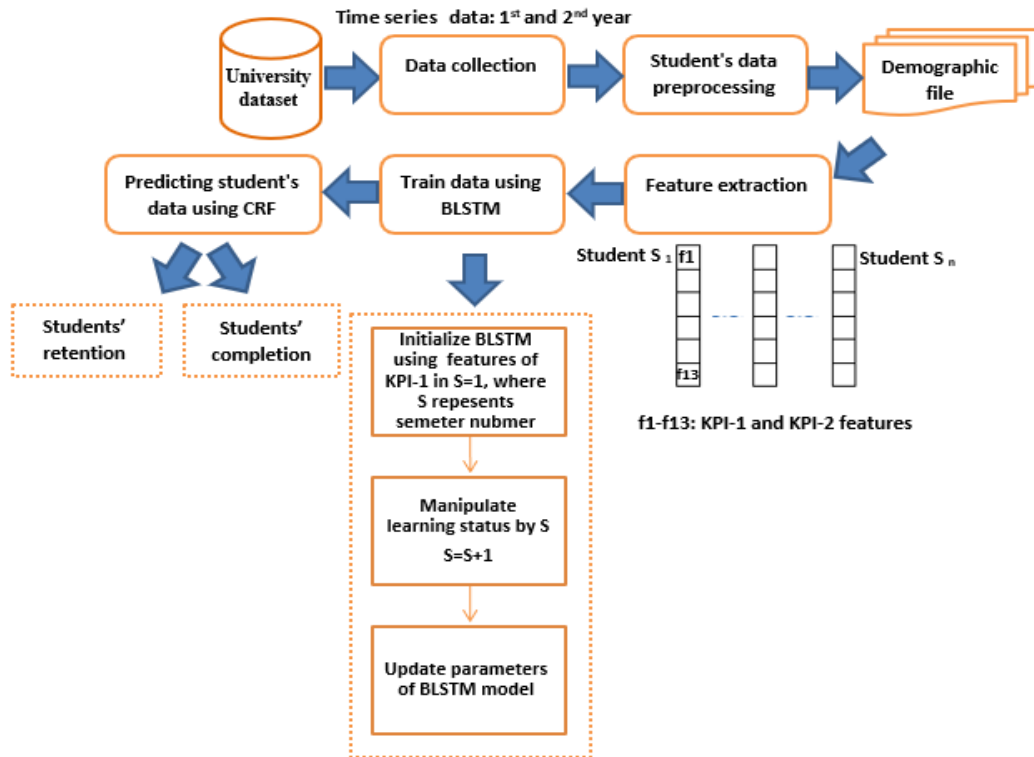 Time series data: 1st and 2nd year
University
dataset
Data collection
Student's data
preprocessing
Demographic
file
Predicting student's
data using CRF
Train data using
BLSTM
Feature extraction
Students’
retention
Students’
completion
Initialize BLSTM
using features of
KPI-1 in S=1, where
S repesents
semeter nubmer
Manipulate
learning status by S
S=S+1
Update parameters
of BLSTM model
Student S 1
f1
f13
Student S n
f1-f13: KPI-1 and KPI-2 features